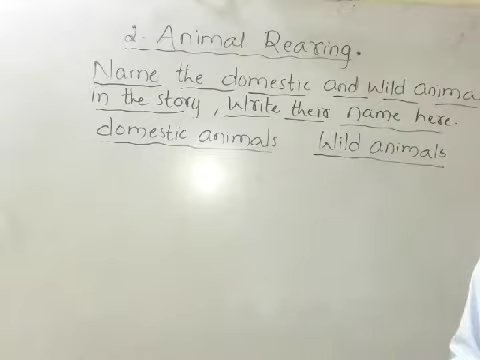 2. Animal Rearing.
Name the domestic and Wild anima
in the story, Write their name here.
domestic animals Wild animals